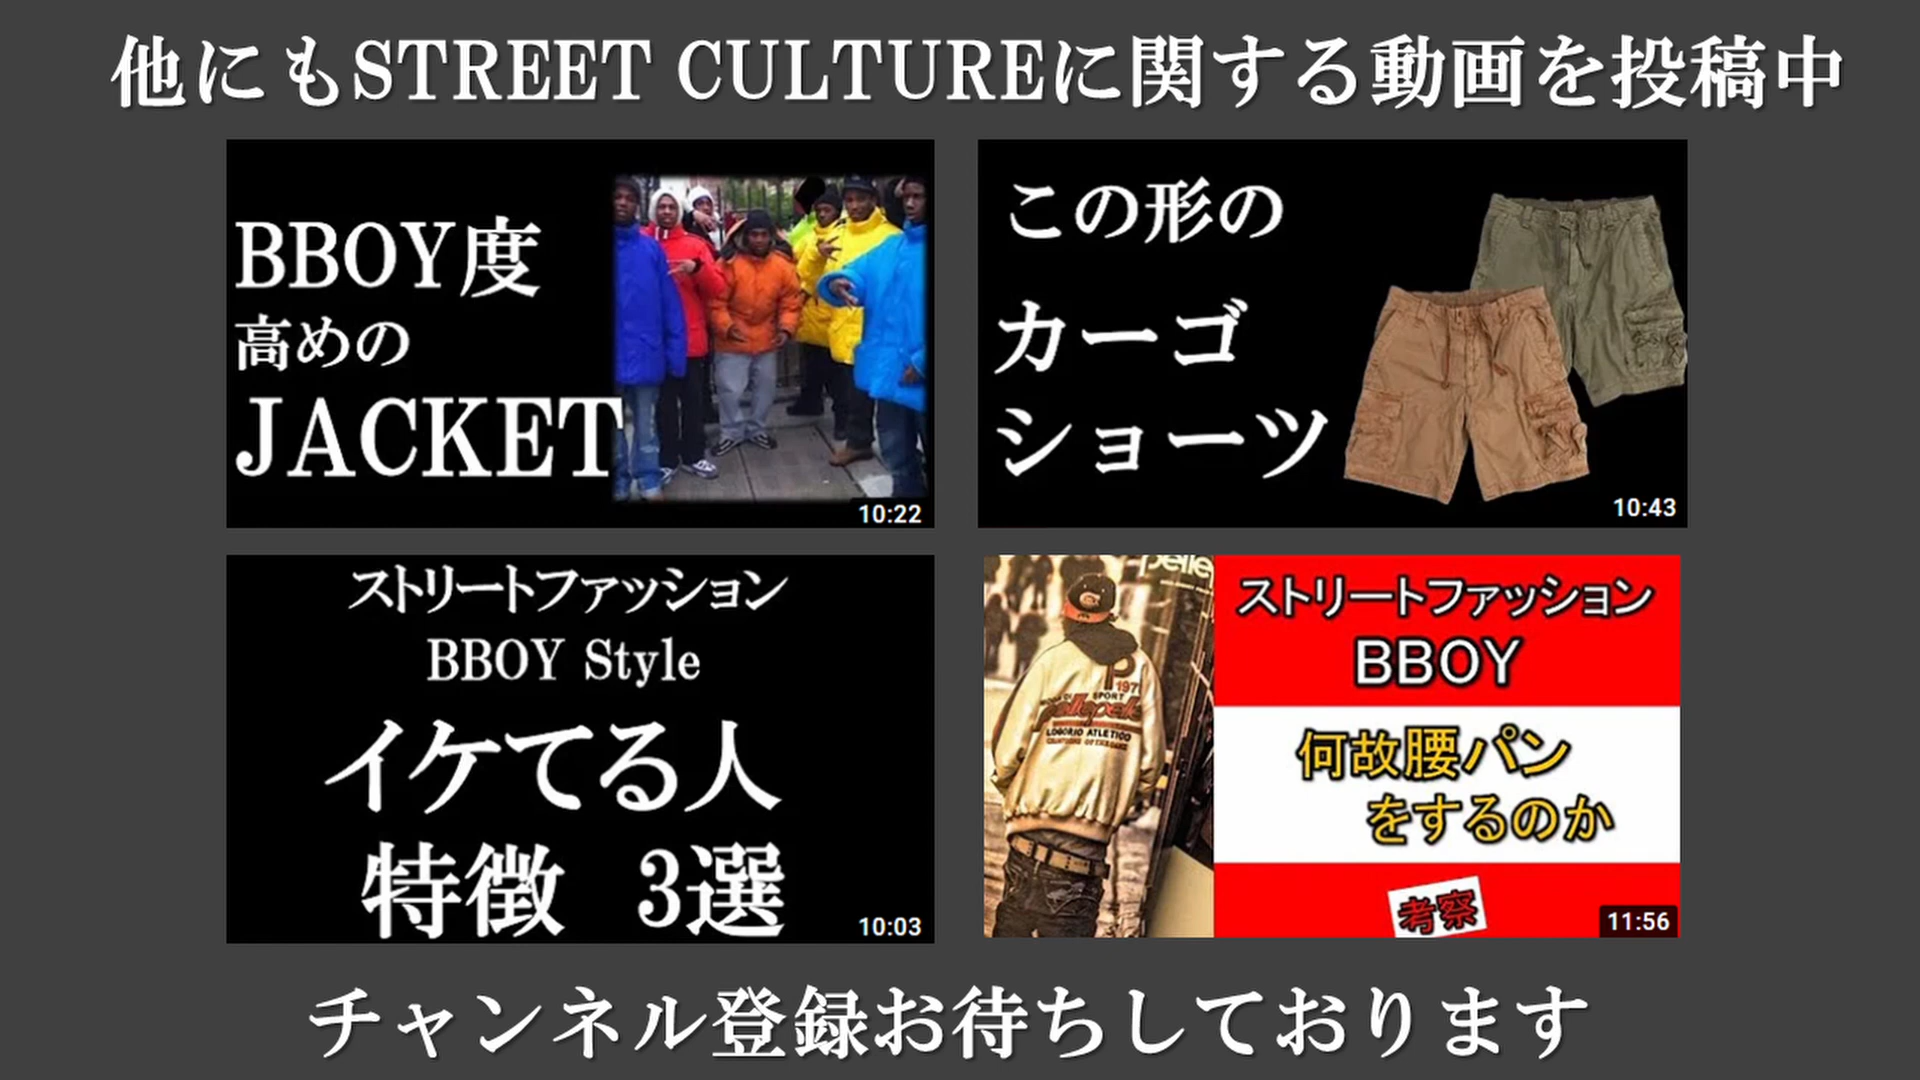 他にもSTREET CULTUREに関する動画を投稿中
BBOY度
高めの
JACKET
10:22
この形の
カーゴ
ショーツ
10:43
ストリートファッション
BBOY Style
イケてる人
特徴 3選
10:03
pelle
P
1978
SPORT
pellepelle
LOGORIO ATLETICO
ストリートファッション
BBOY
何故腰パン
をするのか
考察
11:56
チャンネル登録お待ちしております